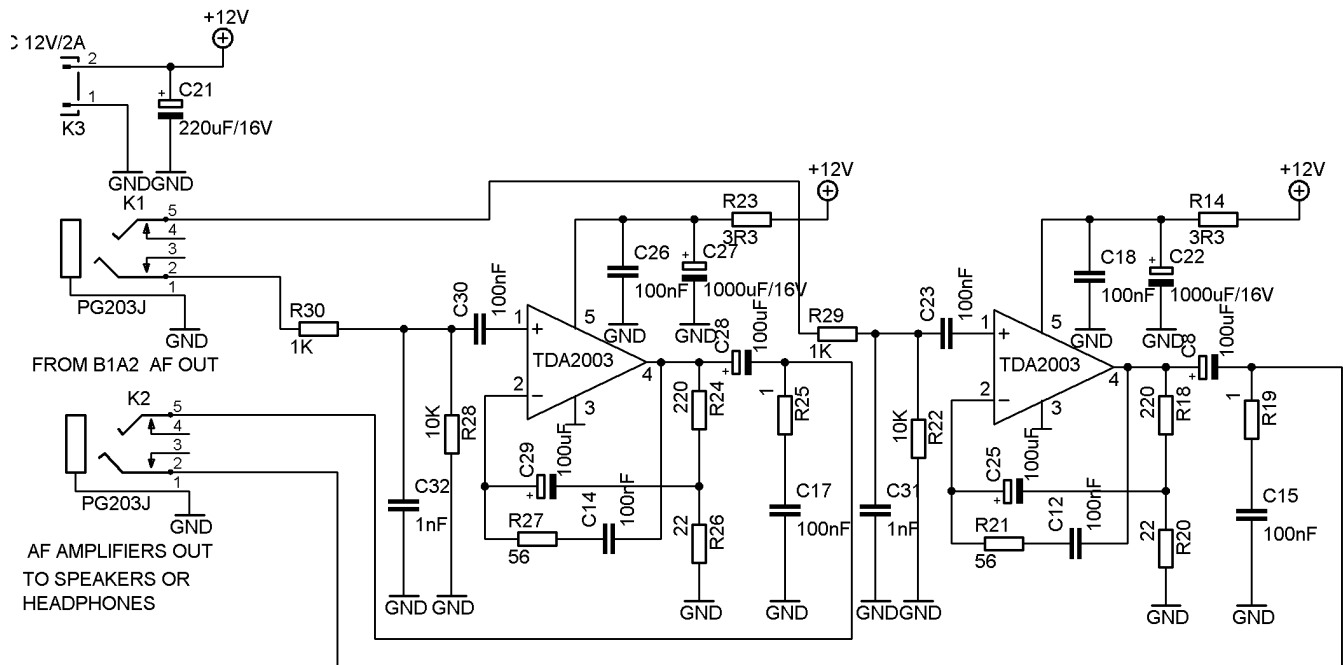 +12V
C 12V/2A
2
1
K3
+
C21
220uF/16V
GND
GND
K1
5
4
3
2
1
PG203J
GND
FROM B1A2 AF OUT
K2
5
4
3
2
1
PG203J
GND
AF AMPLIFIERS OUT
TO SPEAKERS OR
HEADPHONES
R30
1K
C30
100nF
10K
R28
C32
1nF
GND
GND
1
+
TDA2003
2
−
3
4
5
C26
100nF
GND
+
C27
1000uF/16V
GND
R23
3R3
+12V
C28
100uF
+
220
R24
1
R25
C29
100uF
+
R27
56
C14
100nF
22
R26
GND
C17
100nF
GND
R29
1K
C23
100nF
10K
R22
C31
1nF
GND
GND
1
+
TDA2003
2
−
3
4
5
C18
100nF
GND
+
C22
1000uF/16V
GND
R14
3R3
+12V
C8
100uF
+
220
R18
1
R19
C25
100uF
+
R21
56
C12
100nF
22
R20
GND
C15
100nF
GND